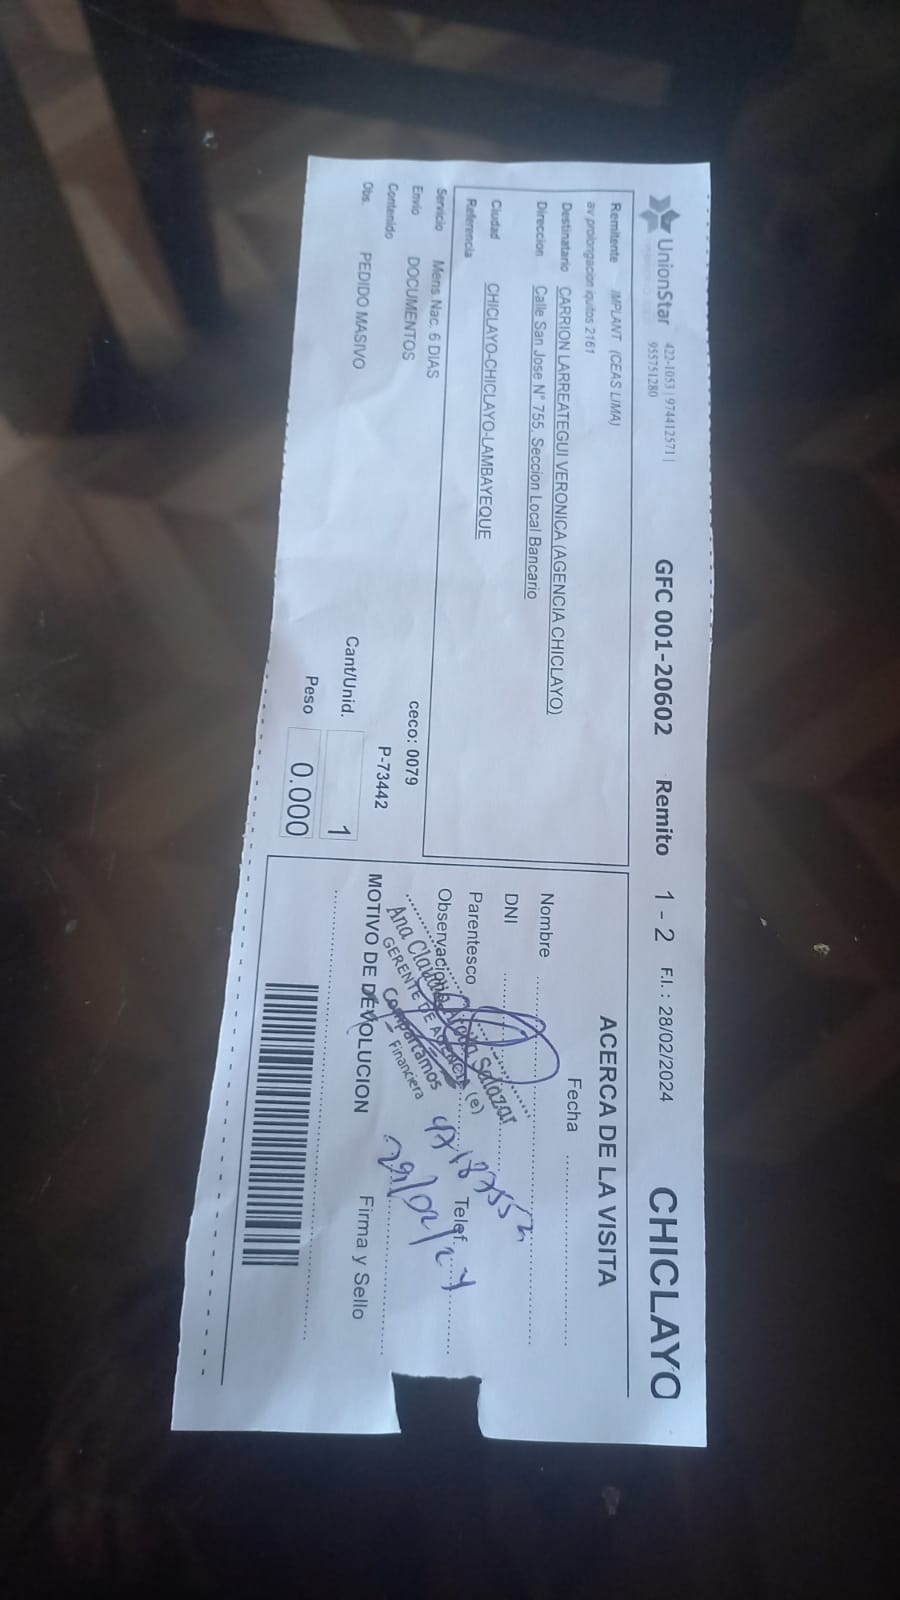 UnionStar
422-1053 | 974412571 |
955751280
GFC 001-20602 Remito 1 - 2 F.I. : 28/02/2024 CHICLAYO
Remitente IMPLANT (CEAS LIMA)
av prolongacion iquitos 2161
Destinatario CARRION LARREATEGUI VERONICA (AGENCIA CHICLAYO)
Direccion Calle San Jose N° 755, Seccion Local Bancario
Ciudad CHICLAYO-CHICLAYO-LAMBAYEQUE
Referencia
Servicio Mens Nac. 6 DIAS
Envio DOCUMENTOS
Contenido
Obs. PEDIDO MASIVO
ceco: 0079
P-73442
Cant/Unid. 1
Peso 0.000
ACERCA DE LA VISITA
Fecha
Nombre
DNI
Parentesco
Telef.
Observacion
Ana Salazar
GERENTE DE AGENCIA (e)
Compartamos
Financiera
29/02/24
MOTIVO DE DEVOLUCION Firma y Sello